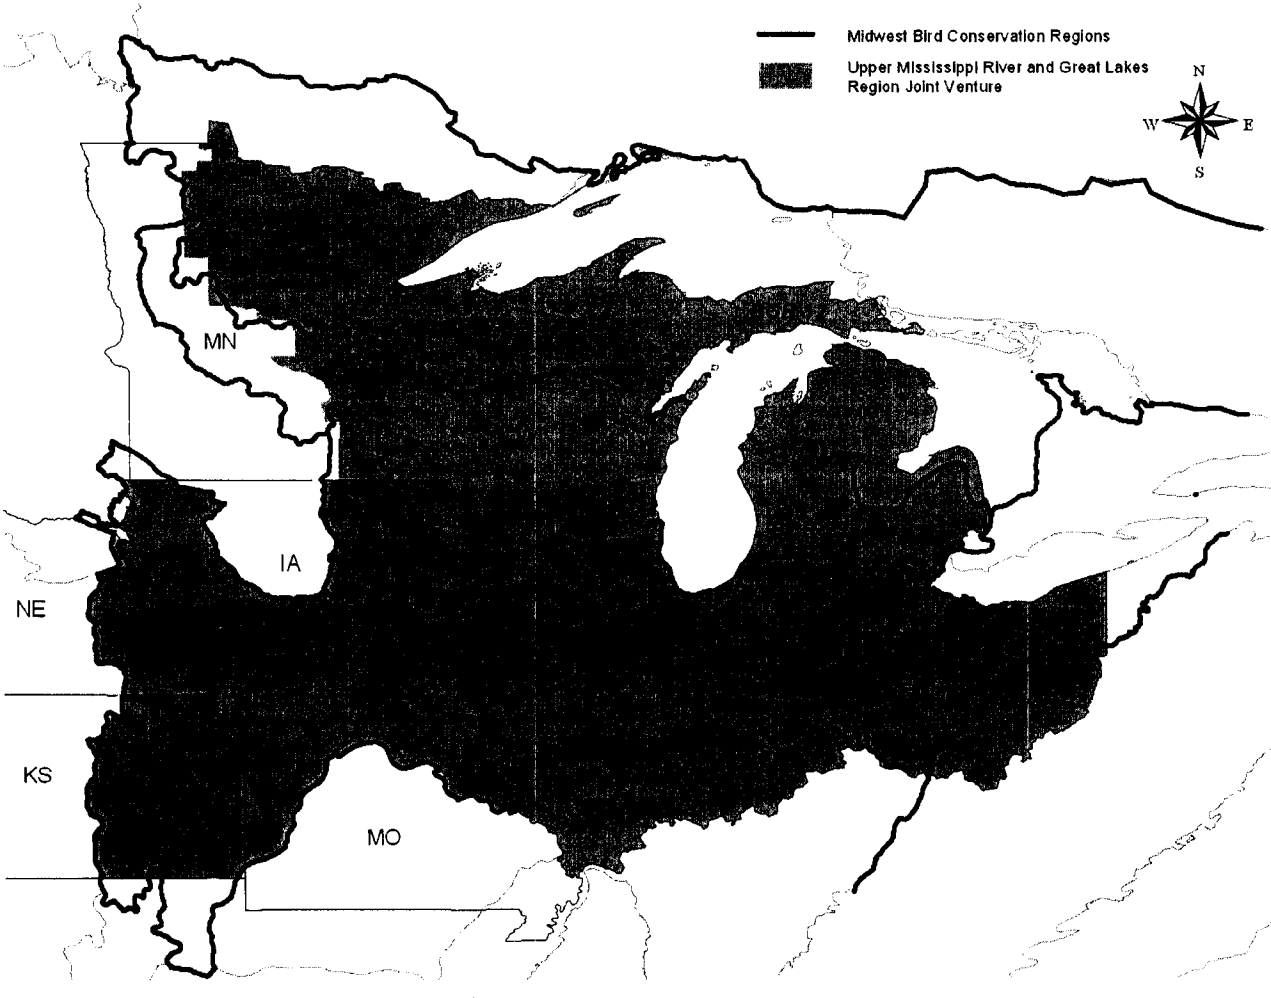 Midwest Bird Conservation Regions
Upper Mississippi River and Great Lakes
Region Joint Venture
N
W E
S
MN
IA
NE
KS
MO